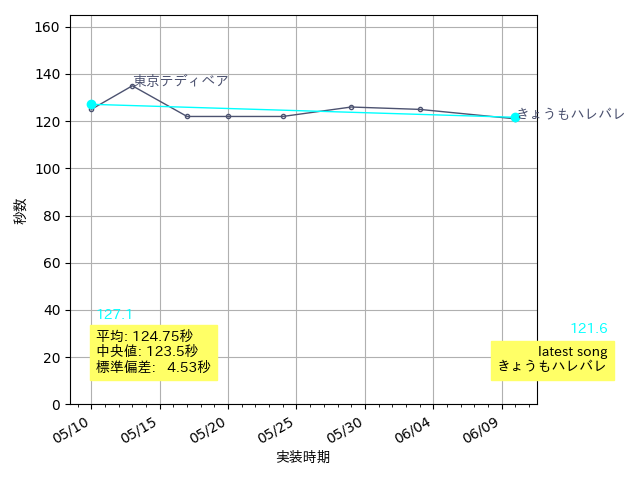 160
140
120
100
80
60
40
20
0
秒数
東京テディベア
きょうもハレバレ
127.1
平均: 124.75秒
中央値: 123.5秒
標準偏差: 4.53秒
121.6
latest song
きょうもハレバレ
05/10
05/15
05/20
05/25
05/30
06/04
06/09
実装時期